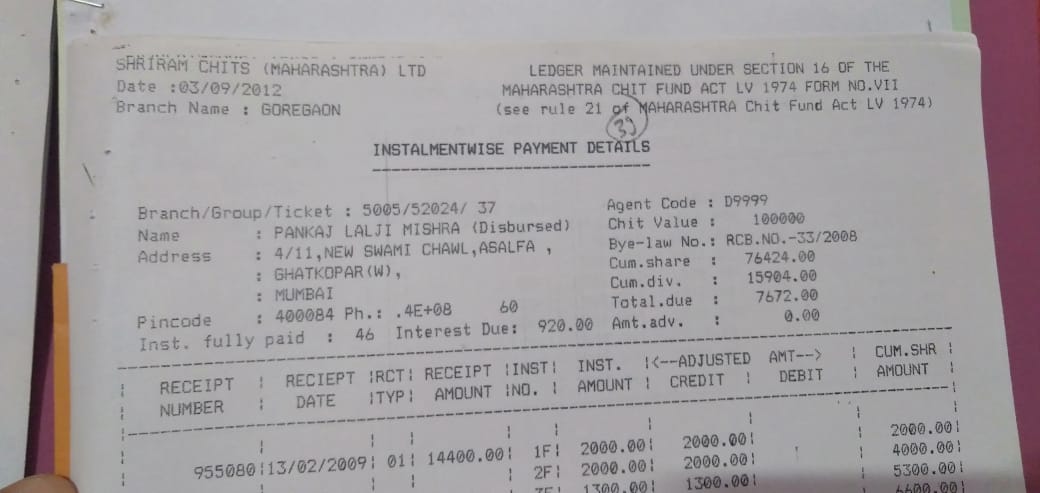 SHRIRAM CHITS (MAHARASHTRA) LTD
Date :03/09/2012
Branch Name : GOREGAON
LEDGER MAINTAINED UNDER SECTION 16 OF THE
MAHARASHTRA CHIT FUND ACT LV 1974 FORM NO.VII
(see rule 21 of MAHARASHTRA Chit Fund Act LV 1974)
39
INSTALMENTWISE PAYMENT DETAILS
Branch/Group/Ticket : 5005/52024/ 37
Name : PANKAJ LALJI MISHRA (Disbursed)
Address : 4/11,NEW SWAMI CHAWL,ASALFA ,
: GHATKOPAR(W),
: MUMBAI
Pincode : 400084 Ph.: .4E+08 60
Inst. fully paid : 46 Interest Due: 920.00
Agent Code : D9999
Chit Value : 100000
Bye-law No.: RCB.NO.-33/2008
Cum.share : 76424.00
Cum.div. : 15904.00
Total.due : 7672.00
Amt.adv. : 0.00
| RECEIPT | RECIEPT |RCT| RECEIPT |INST| INST. |<--ADJUSTED AMT--> | CUM.SHR |
| NUMBER | DATE |TYP| AMOUNT |NO. | AMOUNT | CREDIT | DEBIT | AMOUNT |
955080|13/02/2009| 01| 14400.00| 1F| 2000.00| 2000.00| 2000.00|
2F| 2000.00| 2000.00| 4000.00|
1300.00| 1300.00| 5300.00|
6600.00|